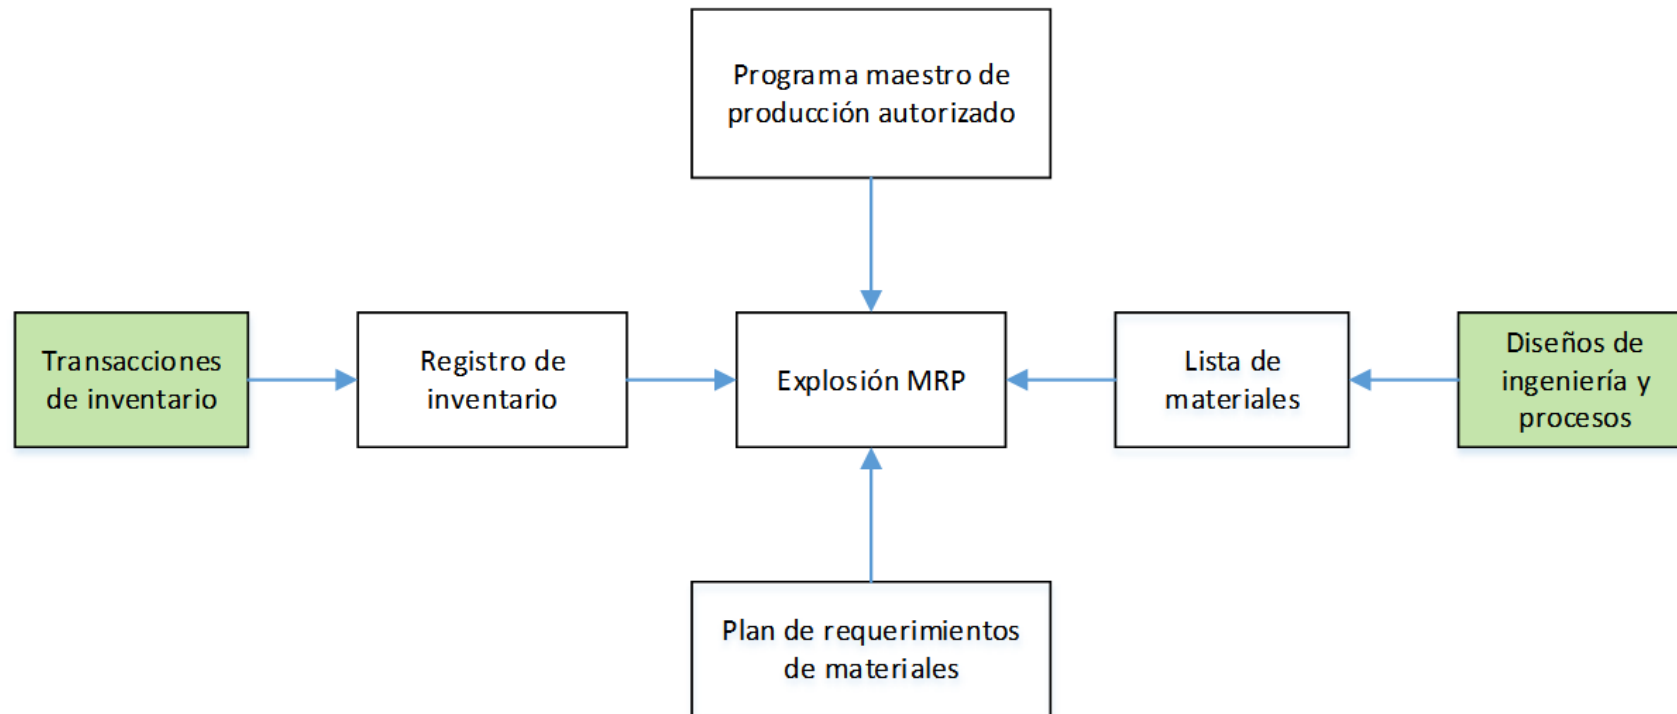 Programa maestro de
producción autorizado
Transacciones
de inventario
Registro de
inventario
Explosión MRP
Lista de
materiales
Diseños de
ingeniería y
procesos
Plan de requerimientos
de materiales